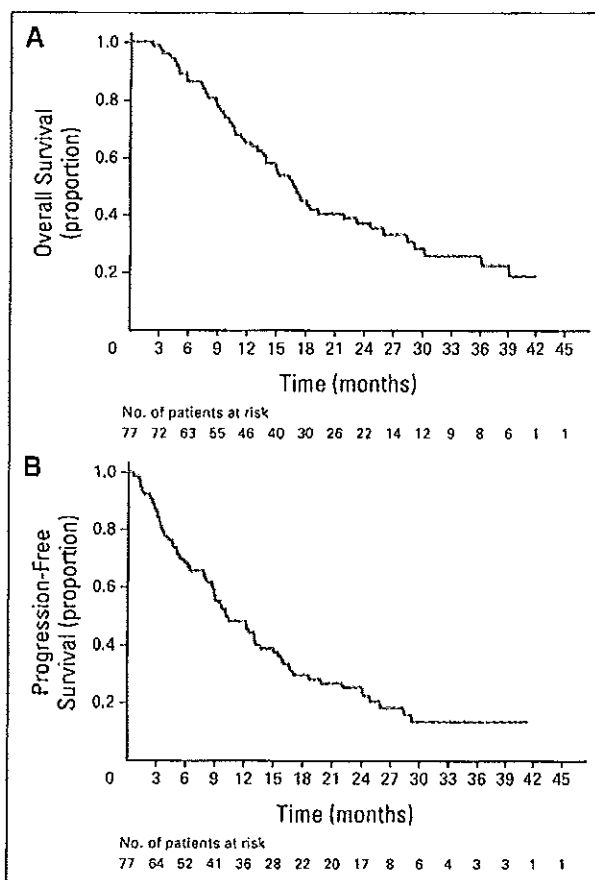 A
1.0
0.8
0.6
0.4
0.2
Overall Survival
(proportion)
0 3 6 9 12 15 18 21 24 27 30 33 36 39 42 45
Time (months)
No. of patients at risk
77 72 63 55 46 40 30 26 22 14 12 9 8 6 1 1
B
1.0
0.8
0.6
0.4
0.2
Progression-Free
Survival (proportion)
0 3 6 9 12 15 18 21 24 27 30 33 36 39 42 45
Time (months)
No. of patients at risk
77 64 52 41 36 28 22 20 17 8 6 4 3 3 1 1